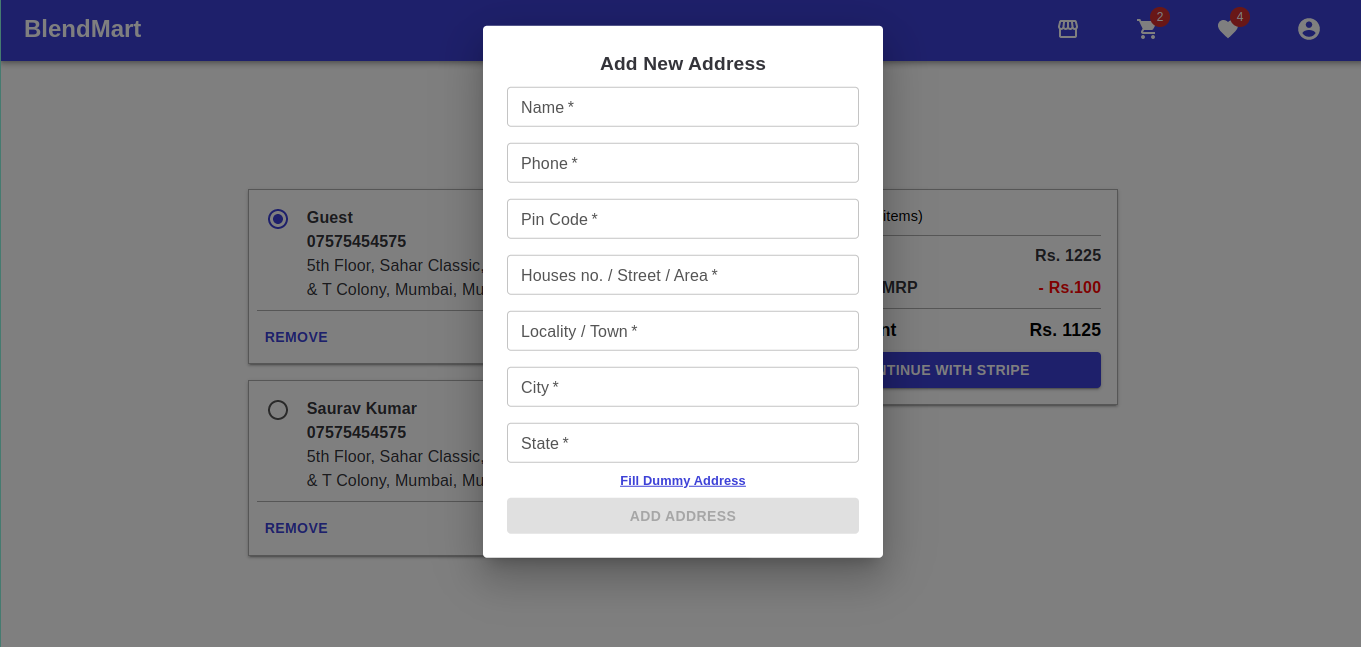 BlendMart
2
4
Add New Address
Name *
Phone *
Pin Code *
Houses no. / Street / Area *
Locality / Town *
City *
State *
Fill Dummy Address
ADD ADDRESS
Guest
07575454575
5th Floor, Sahar Classic,
& T Colony, Mumbai, Mu
REMOVE
Saurav Kumar
07575454575
5th Floor, Sahar Classic,
& T Colony, Mumbai, Mu
REMOVE
items)
Rs. 1225
MRP - Rs.100
nt Rs. 1125
NTINUE WITH STRIPE